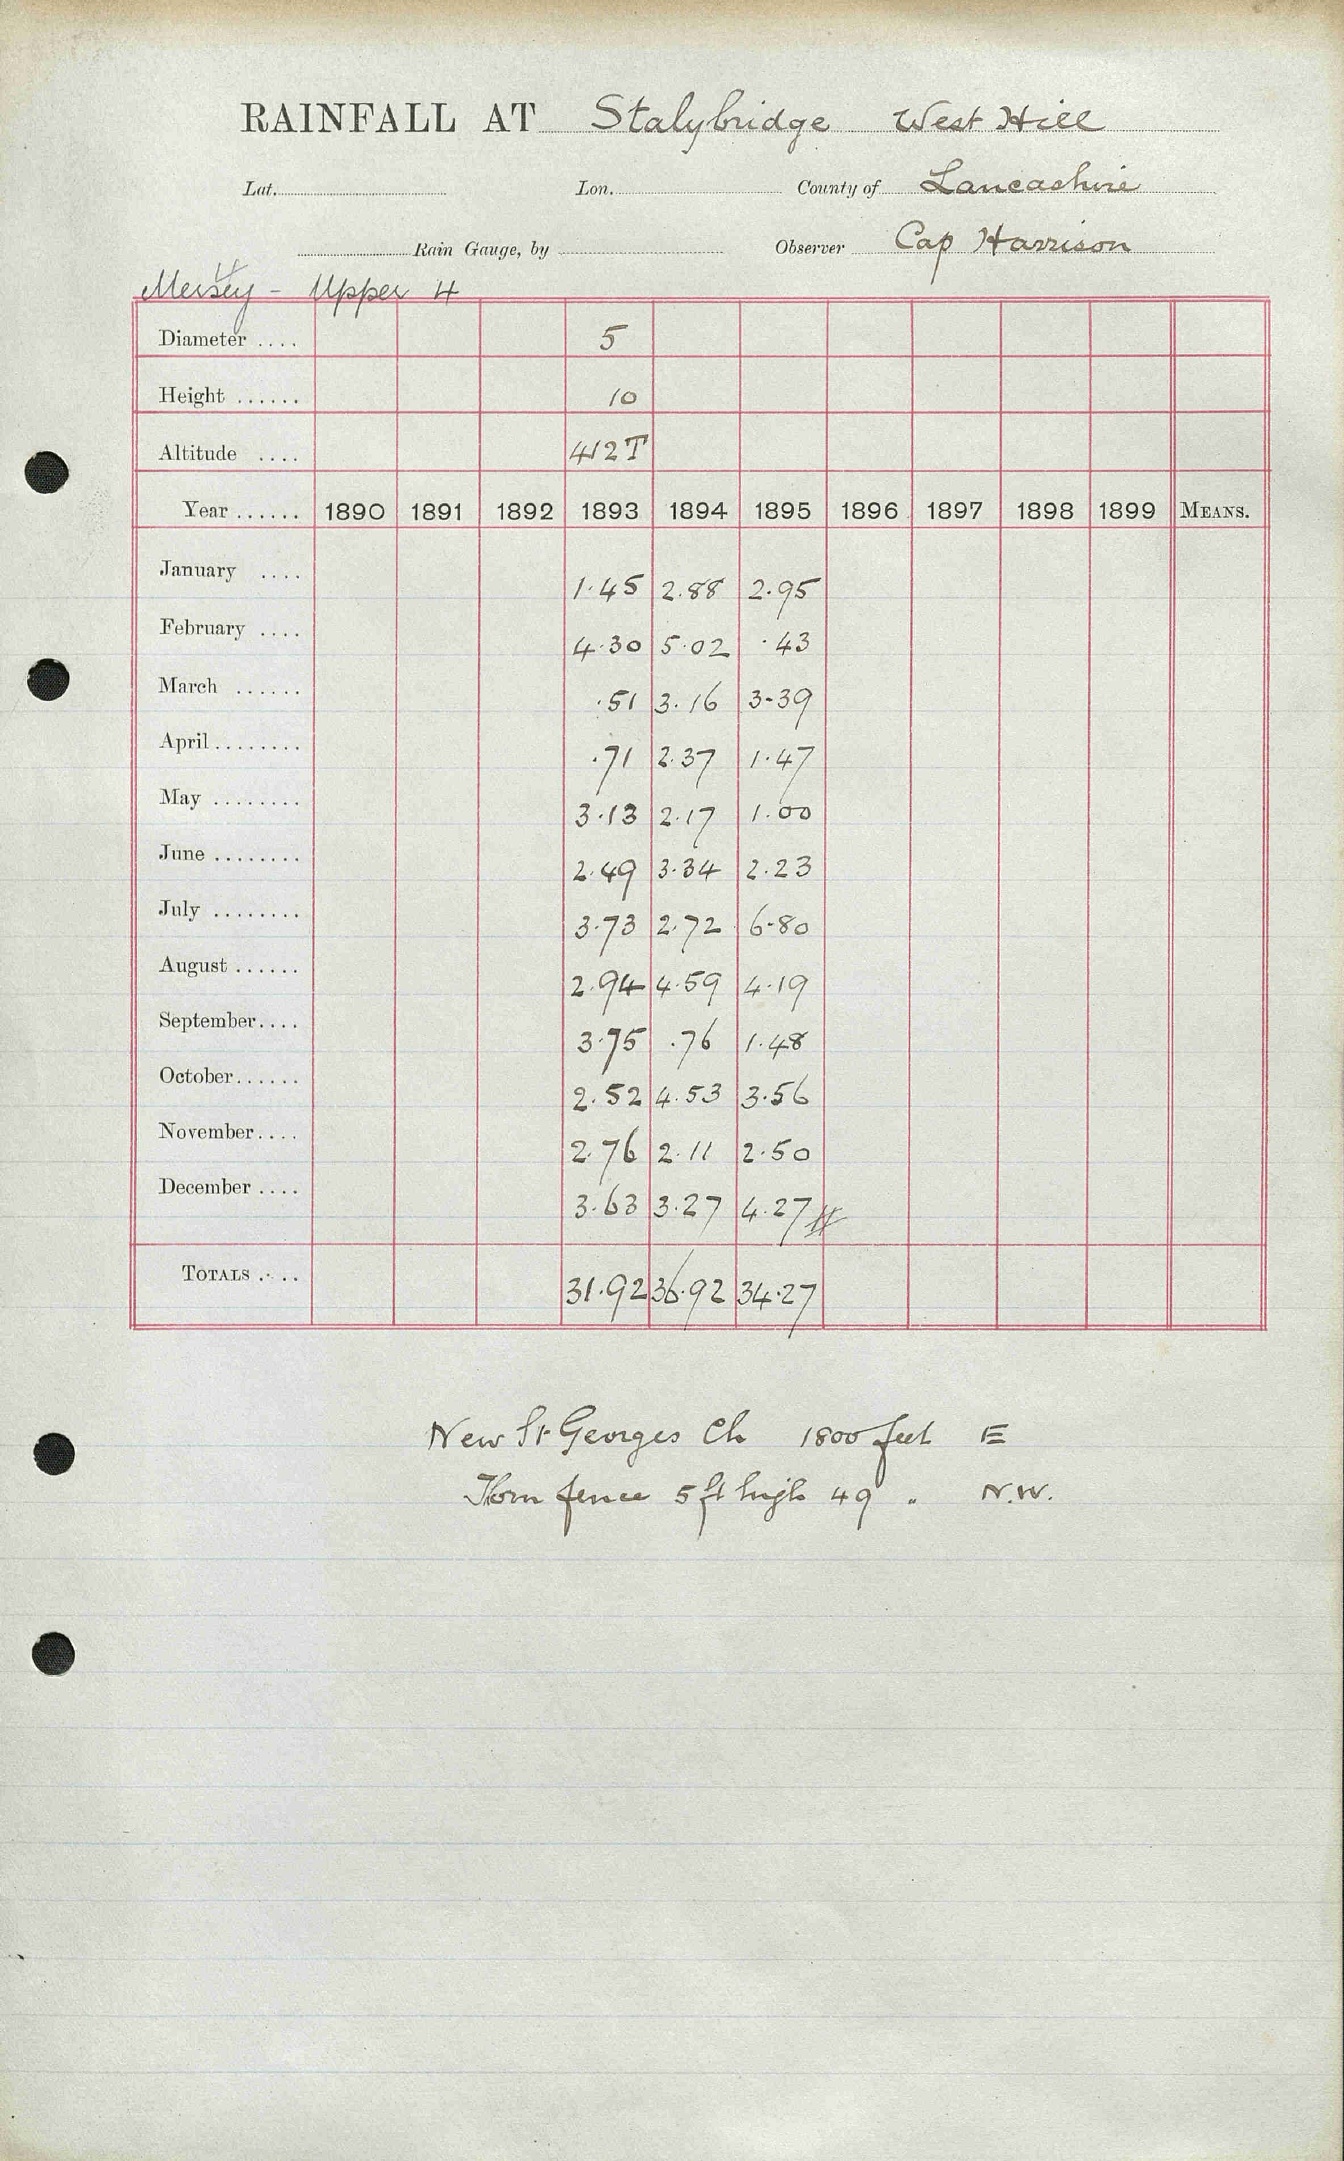 RAINFALL AT Stalybridge West Hill
Lat. Lon. County of Lancashire
Rain Gauge, by Observer Cap Harrison
Mersey - Upper 4
Diameter .... 5
Height ...... 10
Altitude .... 412T
Year ...... 1890 1891 1892 1893 1894 1895 1896 1897 1898 1899 MEANS.
January .... 1.45 2.88 2.95
February .... 4.30 5.02 .43
March ...... .51 3.16 3.39
April ........ .71 2.37 1.47
May ........ 3.13 2.17 1.00
June ........ 2.49 3.34 2.23
July ........ 3.73 2.72 6.80
August ...... 2.94 4.59 4.19
September .... 3.75 .76 1.48
October ...... 2.52 4.53 3.56
November .... 2.76 2.11 2.50
December .... 3.63 3.27 4.27
TOTALS .... 31.92 36.92 34.27
New St Georges Ch 1800 feet E
Thorn fence 5 ft high 49 " N.W.